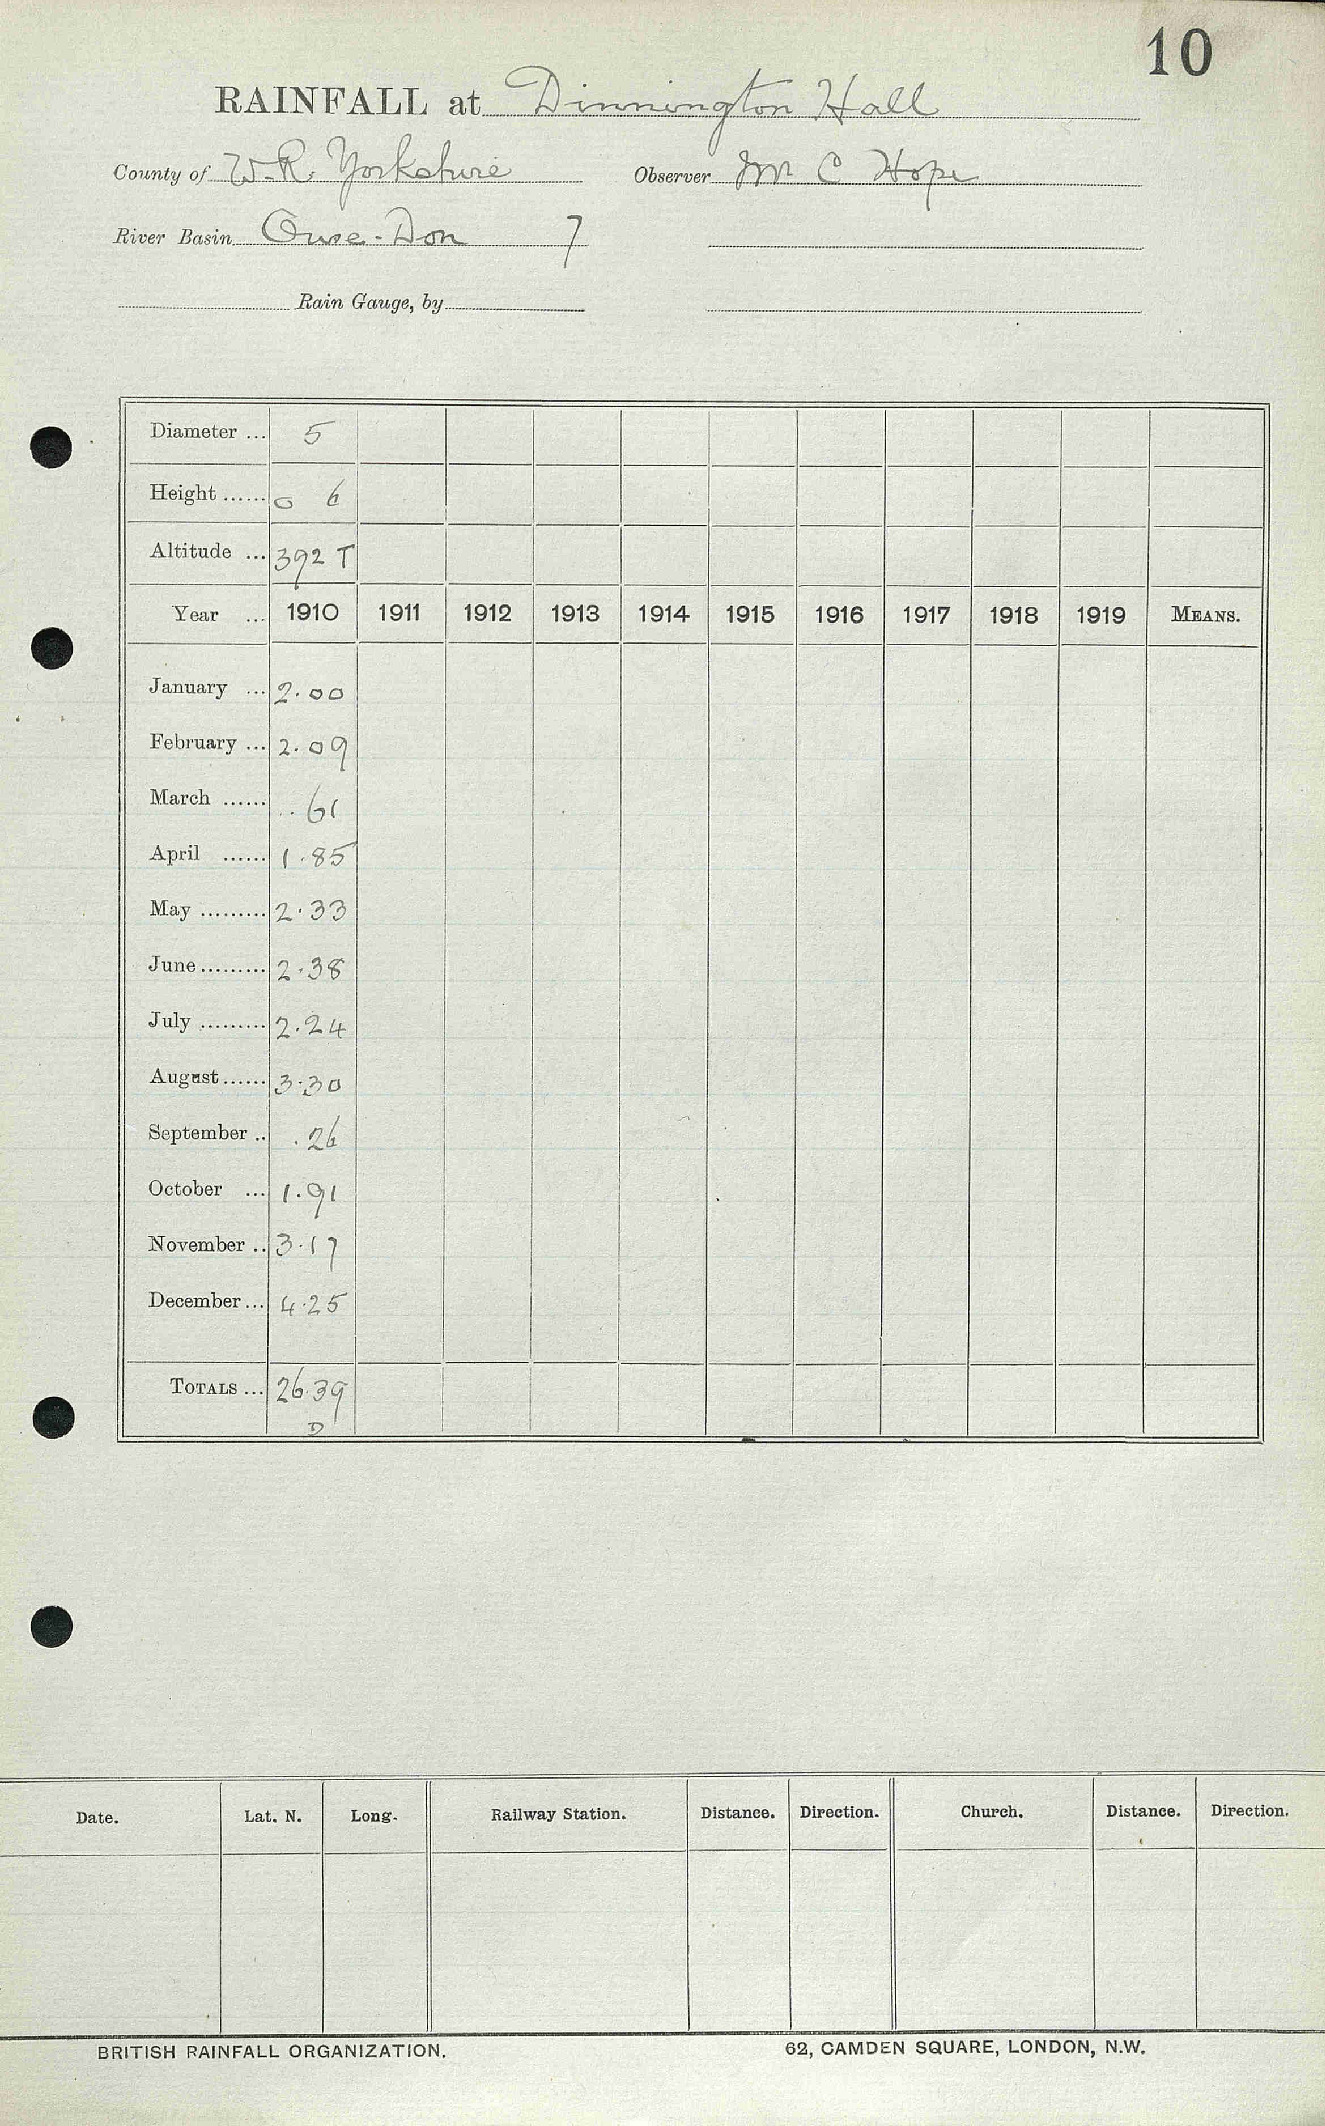 10
RAINFALL at Dinnington Hall
County of W.R. Yorkshire Observer Mr C Hope
River Basin Ouse-Don 7
Rain Gauge, by
Diameter ... 5
Height ...... 0 6
Altitude ... 392 T
Year ... 1910 1911 1912 1913 1914 1915 1916 1917 1918 1919 MEANS.
January ... 2.00
February ... 2.09
March ...... .61
April ...... 1.85
May ......... 2.33
June ......... 2.38
July ......... 2.24
August ...... 3.30
September .. .26
October ... 1.91
November .. 3.17
December ... 4.25
TOTALS ... 26.39
D
Date. Lat. N. Long. Railway Station. Distance. Direction. Church. Distance. Direction.
BRITISH RAINFALL ORGANIZATION. 62, CAMDEN SQUARE, LONDON, N.W.